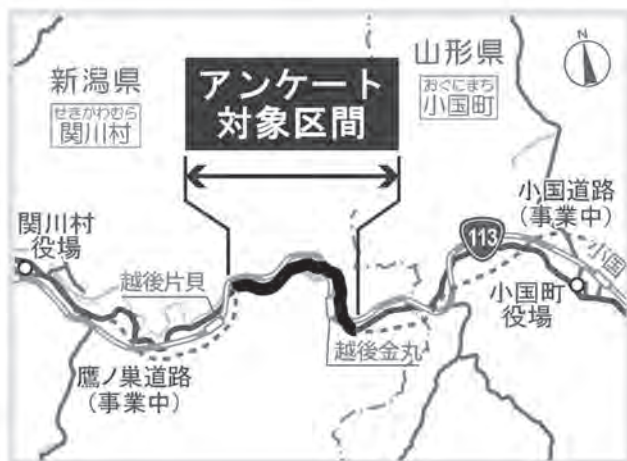 N
新潟県
せきかわむら
関川村
アンケート
対象区間
山形県
おぐにまち
小国町
関川村
役場
越後片貝
鷹ノ巣道路
(事業中)
越後金丸
113
小国道路
(事業中)
小国
小国町
役場